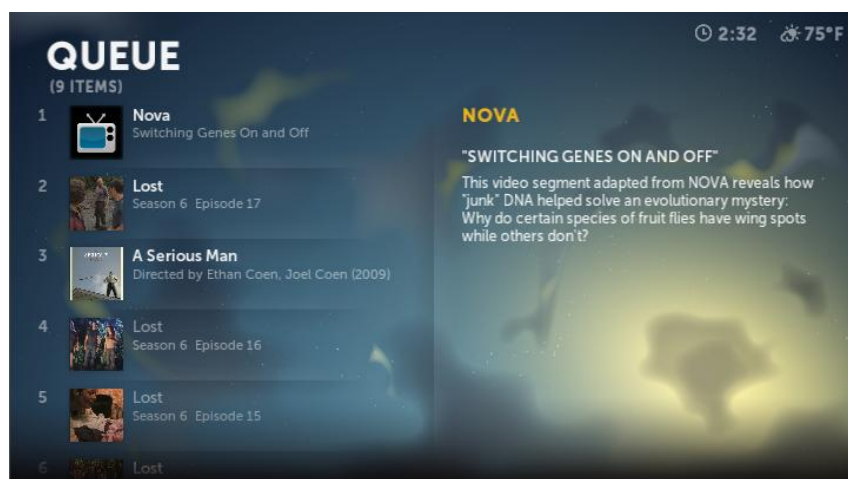 QUEUE
(9 ITEMS)
2:32 75°F
1
Nova
Switching Genes On and Off
2
Lost
Season 6 Episode 17
3
A Serious Man
Directed by Ethan Coen, Joel Coen (2009)
4
Lost
Season 6 Episode 16
5
Lost
Season 6 Episode 15
6
Lost
NOVA
"SWITCHING GENES ON AND OFF"
This video segment adapted from NOVA reveals how
"junk" DNA helped solve an evolutionary mystery:
Why do certain species of fruit flies have wing spots
while others don't?